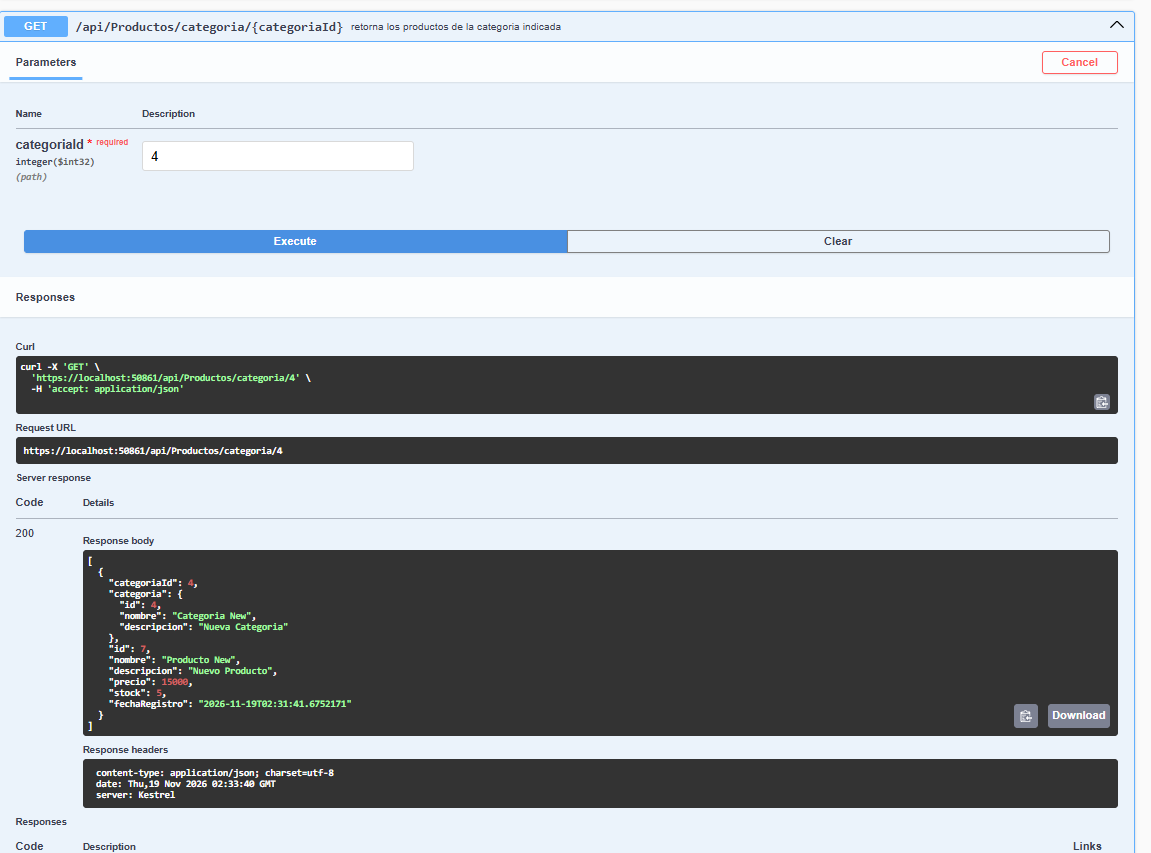 GET /api/Productos/categoria/{categoriaId} retorna los productos de la categoria indicada
Parameters
Cancel
Name Description
categoriaId * required
integer($int32)
(path)
4
Execute Clear
Responses
Curl
curl -X 'GET' \
'https://localhost:50861/api/Productos/categoria/4' \
-H 'accept: application/json'
Request URL
https://localhost:50861/api/Productos/categoria/4
Server response
Code Details
200
Response body
[
{
"categoriaId": 4,
"categoria": {
"id": 4,
"nombre": "Categoria New",
"descripcion": "Nueva Categoria"
},
"id": 7,
"nombre": "Producto New",
"descripcion": "Nuevo Producto",
"precio": 15000,
"stock": 5,
"fechaRegistro": "2026-11-19T02:31:41.6752171"
}
]
Download
Response headers
content-type: application/json; charset=utf-8
date: Thu,19 Nov 2026 02:33:40 GMT
server: Kestrel
Responses
Code Description Links